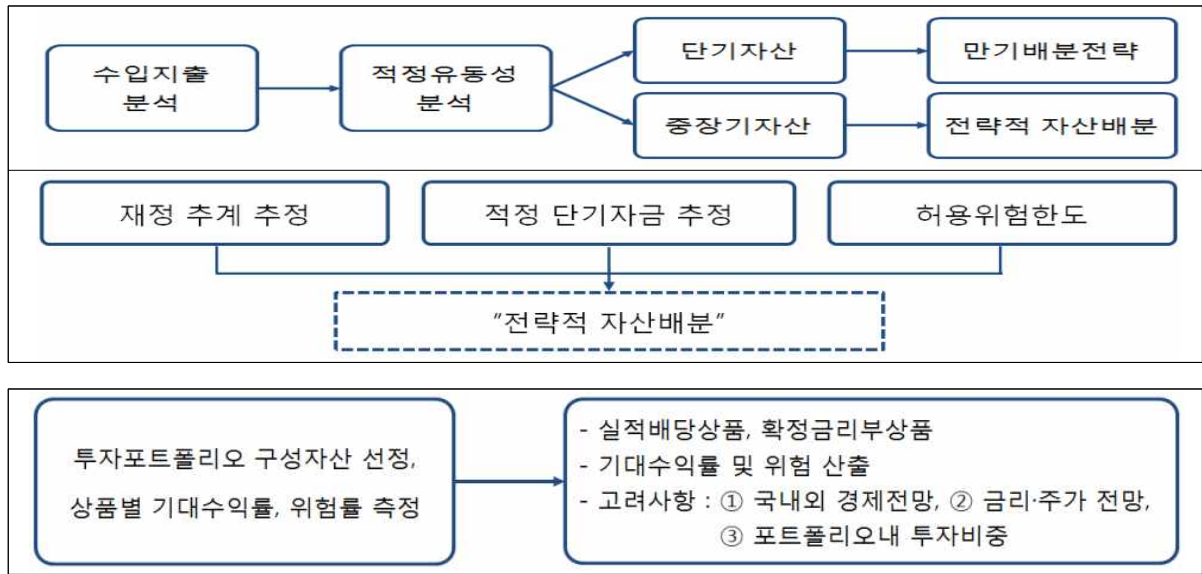 수입지출
분석
적정유동성
분석
단기자산
만기배분전략
중장기자산
전략적 자산배분
재정 추계 추정
적정 단기자금 추정
허용위험한도
"전략적 자산배분"
투자포트폴리오 구성자산 선정,
상품별 기대수익률, 위험률 측정
- 실적배당상품, 확정금리부상품
- 기대수익률 및 위험 산출
- 고려사항 : ① 국내외 경제전망, ② 금리·주가 전망,
③ 포트폴리오내 투자비중